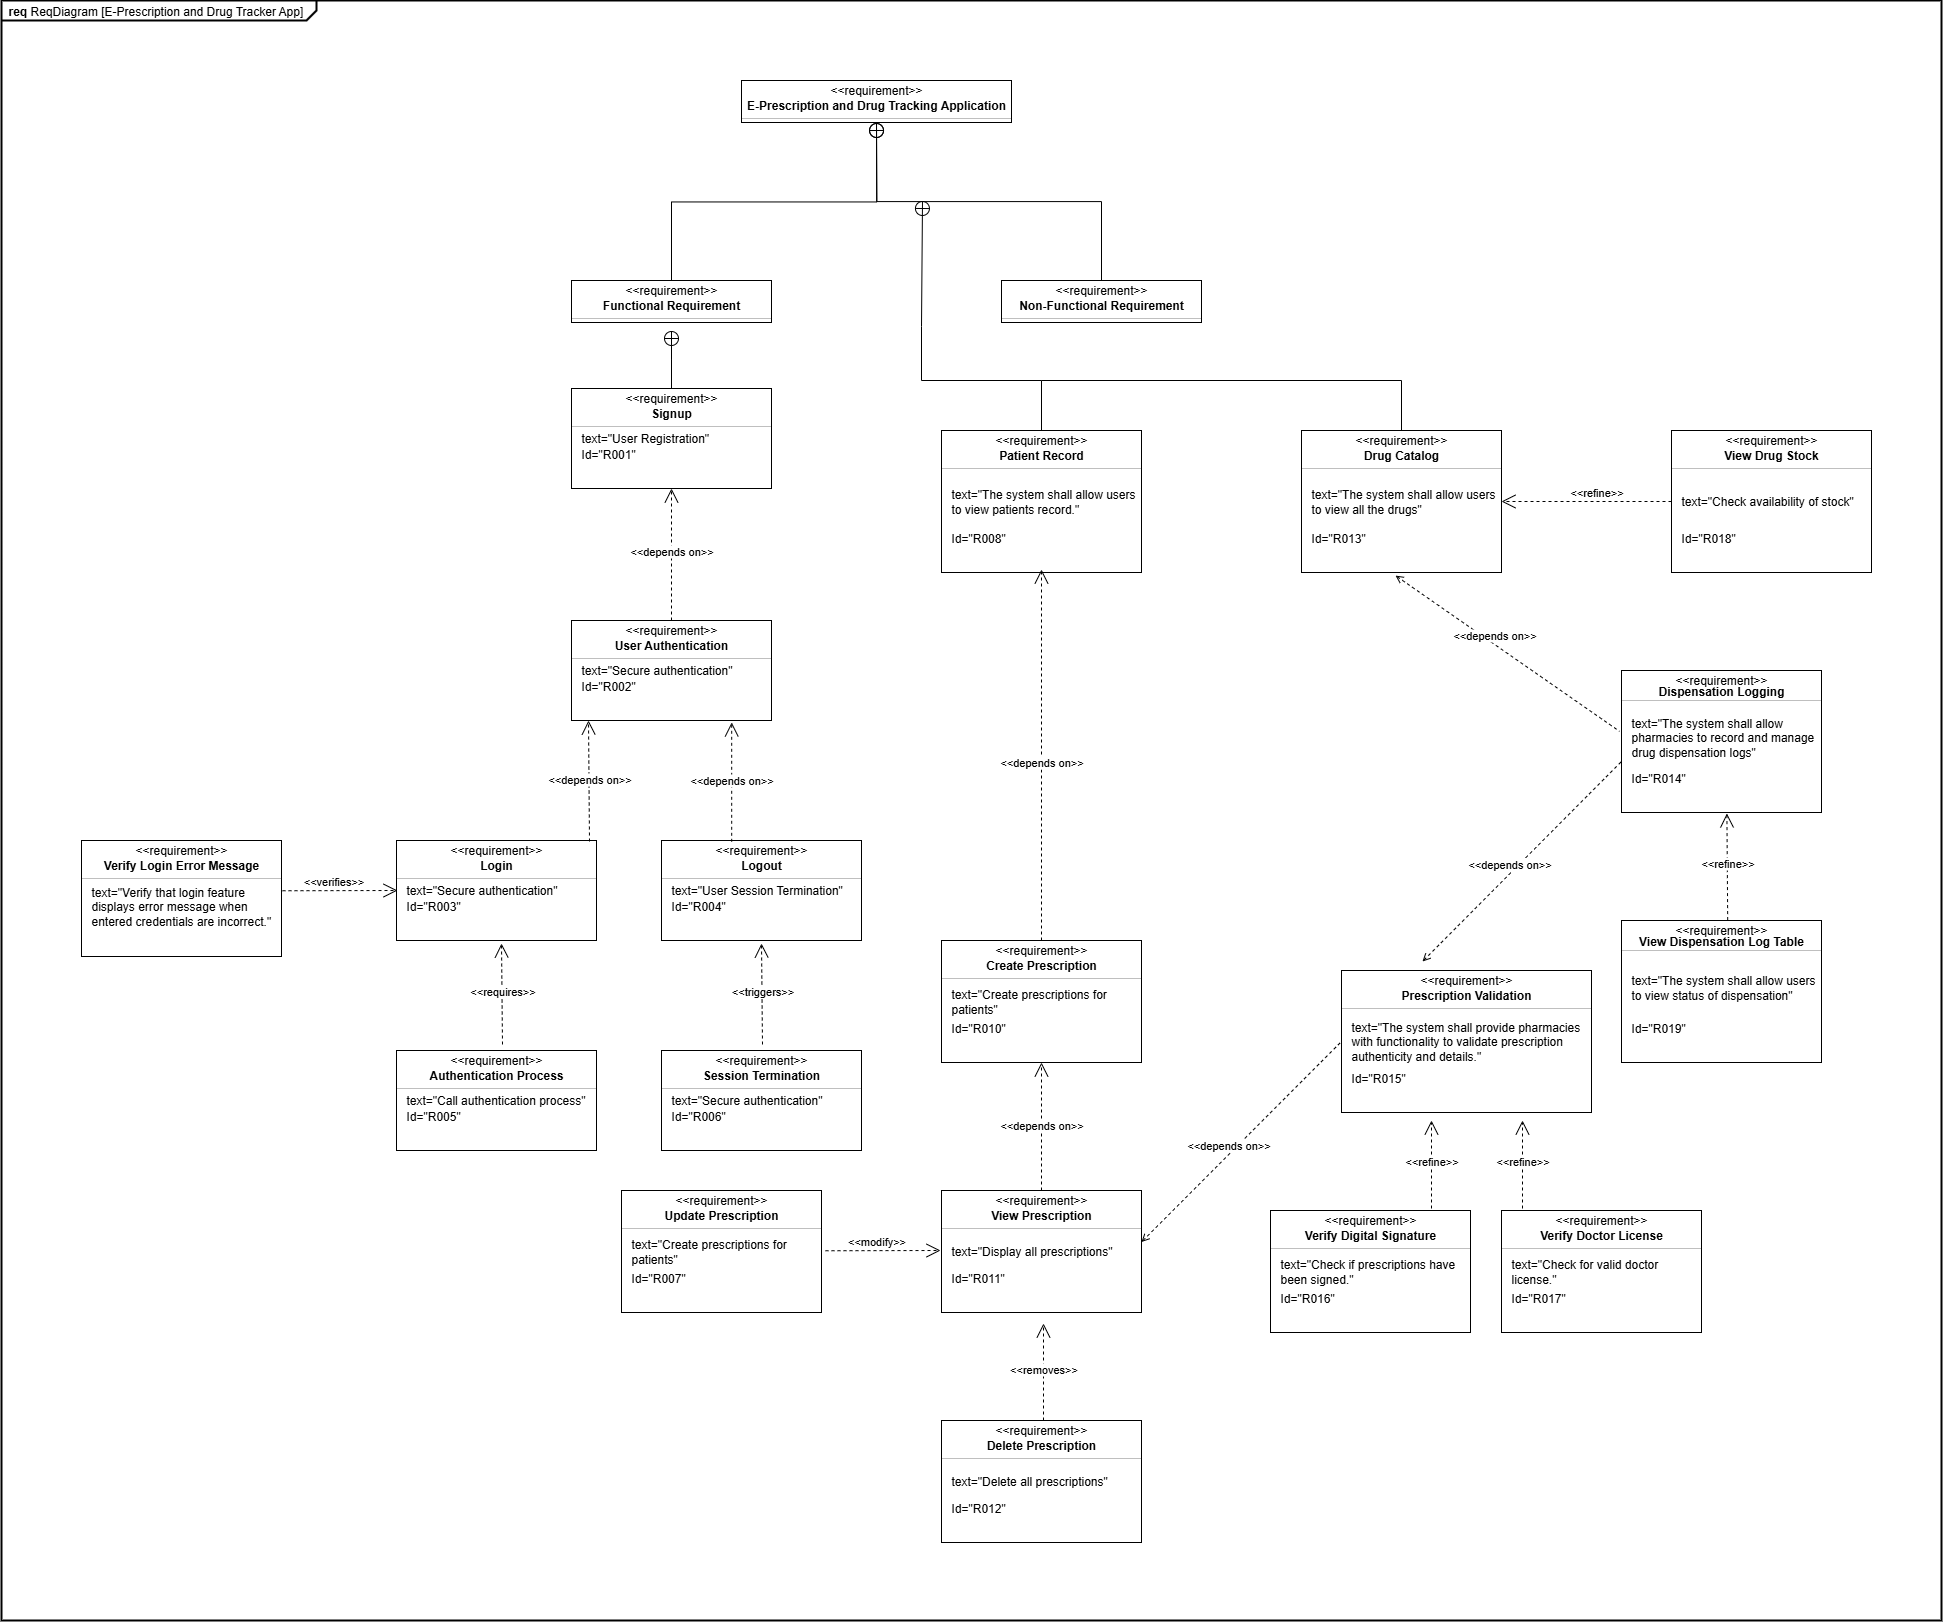 req ReqDiagram [E-Prescription and Drug Tracker App]
<<requirement>>
E-Prescription and Drug Tracking Application
<<requirement>>
Functional Requirement
<<requirement>>
Non-Functional Requirement
<<requirement>>
Signup
text="User Registration"
Id="R001"
<<requirement>>
Patient Record
text="The system shall allow users
to view patients record."
Id="R008"
<<requirement>>
Drug Catalog
text="The system shall allow users
to view all the drugs"
Id="R013"
<<refine>>
<<requirement>>
View Drug Stock
text="Check availability of stock"
Id="R018"
<<depends on>>
<<requirement>>
User Authentication
text="Secure authentication"
Id="R002"
<<depends on>>
<<requirement>>
Dispensation Logging
text="The system shall allow
pharmacies to record and manage
drug dispensation logs"
Id="R014"
<<depends on>>
<<depends on>>
<<depends on>>
<<requirement>>
Verify Login Error Message
text="Verify that login feature
displays error message when
entered credentials are incorrect."
<<verifies>>
<<requirement>>
Login
text="Secure authentication"
Id="R003"
<<requirement>>
Logout
text="User Session Termination"
Id="R004"
<<depends on>>
<<refine>>
<<requirement>>
View Dispensation Log Table
text="The system shall allow users
to view status of dispensation"
Id="R019"
<<requires>>
<<triggers>>
<<requirement>>
Create Prescription
text="Create prescriptions for
patients"
Id="R010"
<<requirement>>
Prescription Validation
text="The system shall provide pharmacies
with functionality to validate prescription
authenticity and details."
Id="R015"
<<requirement>>
Authentication Process
text="Call authentication process"
Id="R005"
<<requirement>>
Session Termination
text="Secure authentication"
Id="R006"
<<depends on>>
<<depends on>>
<<refine>>
<<refine>>
<<requirement>>
Update Prescription
text="Create prescriptions for
patients"
Id="R007"
<<modify>>
<<requirement>>
View Prescription
text="Display all prescriptions"
Id="R011"
<<requirement>>
Verify Digital Signature
text="Check if prescriptions have
been signed."
Id="R016"
<<requirement>>
Verify Doctor License
text="Check for valid doctor
license."
Id="R017"
<<removes>>
<<requirement>>
Delete Prescription
text="Delete all prescriptions"
Id="R012"